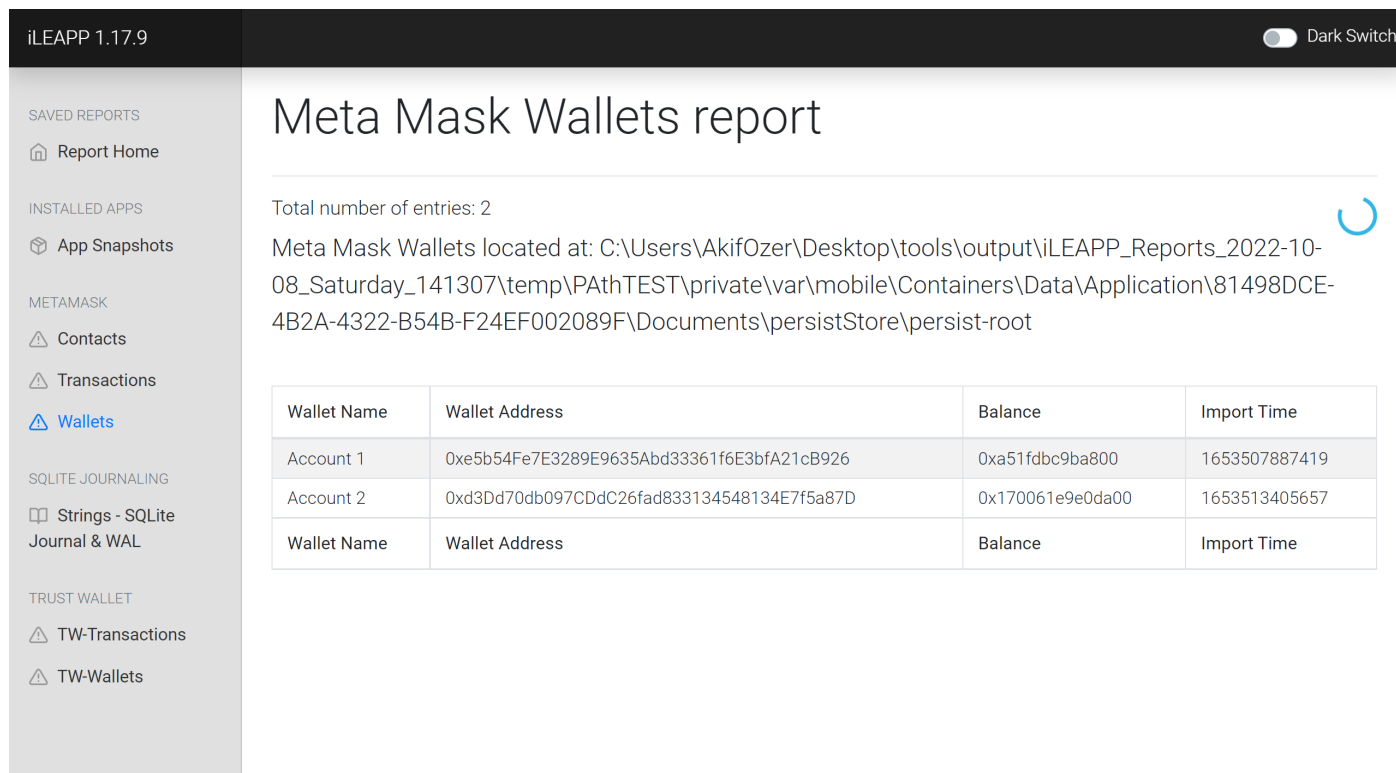 iLEAPP 1.17.9
Dark Switch
SAVED REPORTS
Report Home
INSTALLED APPS
App Snapshots
METAMASK
Contacts
Transactions
Wallets
SQLITE JOURNALING
Strings - SQLite
Journal & WAL
TRUST WALLET
TW-Transactions
TW-Wallets
Meta Mask Wallets report
Total number of entries: 2
Meta Mask Wallets located at: C:\Users\AkifOzer\Desktop\tools\output\iLEAPP_Reports_2022-10-
08_Saturday_141307\temp\PAthTEST\private\var\mobile\Containers\Data\Application\81498DCE-
4B2A-4322-B54B-F24EF002089F\Documents\persistStore\persist-root
Wallet Name Wallet Address Balance Import Time
Account 1 0xe5b54Fe7E3289E9635Abd33361f6E3bfA21cB926 0xa51fdbc9ba800 1653507887419
Account 2 0xd3Dd70db097CDdC26fad833134548134E7f5a87D 0x170061e9e0da00 1653513405657
Wallet Name Wallet Address Balance Import Time